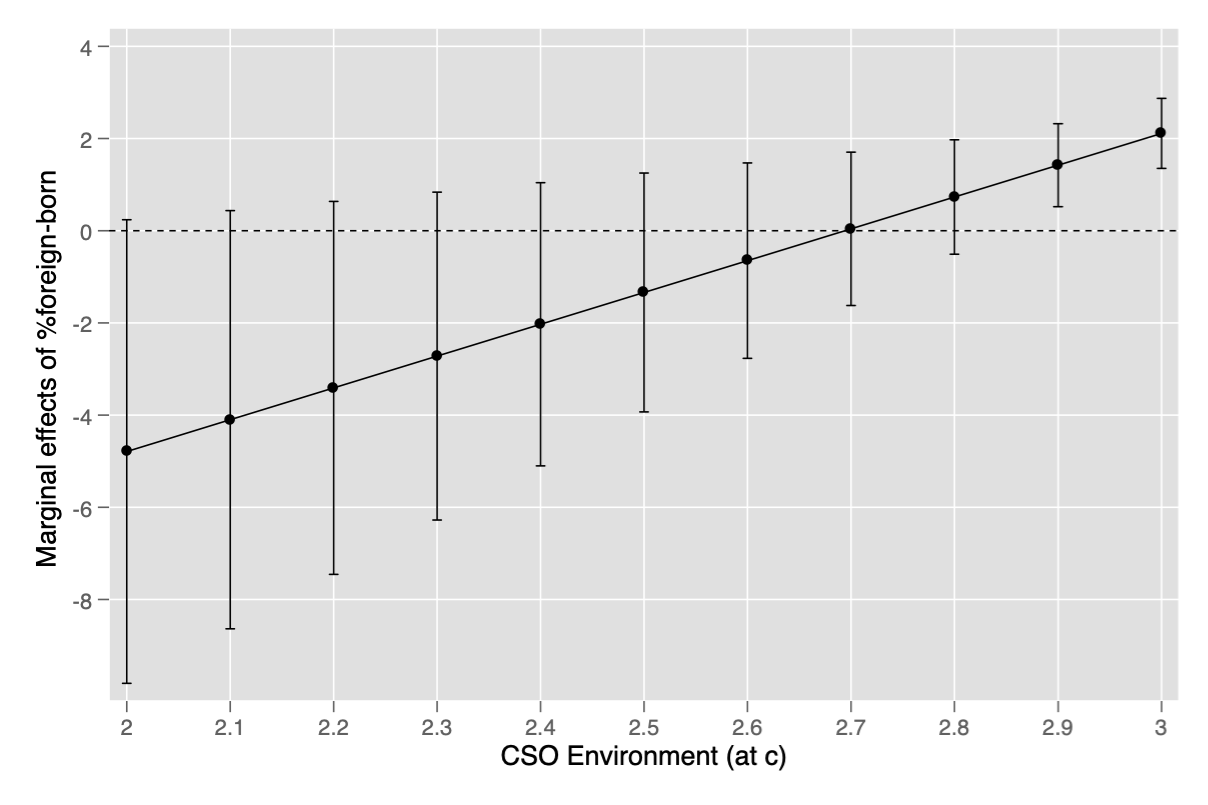 4
2
0
-2
-4
-6
-8
Marginal effects of %foreign-born
2 2.1 2.2 2.3 2.4 2.5 2.6 2.7 2.8 2.9 3
CSO Environment (at c)